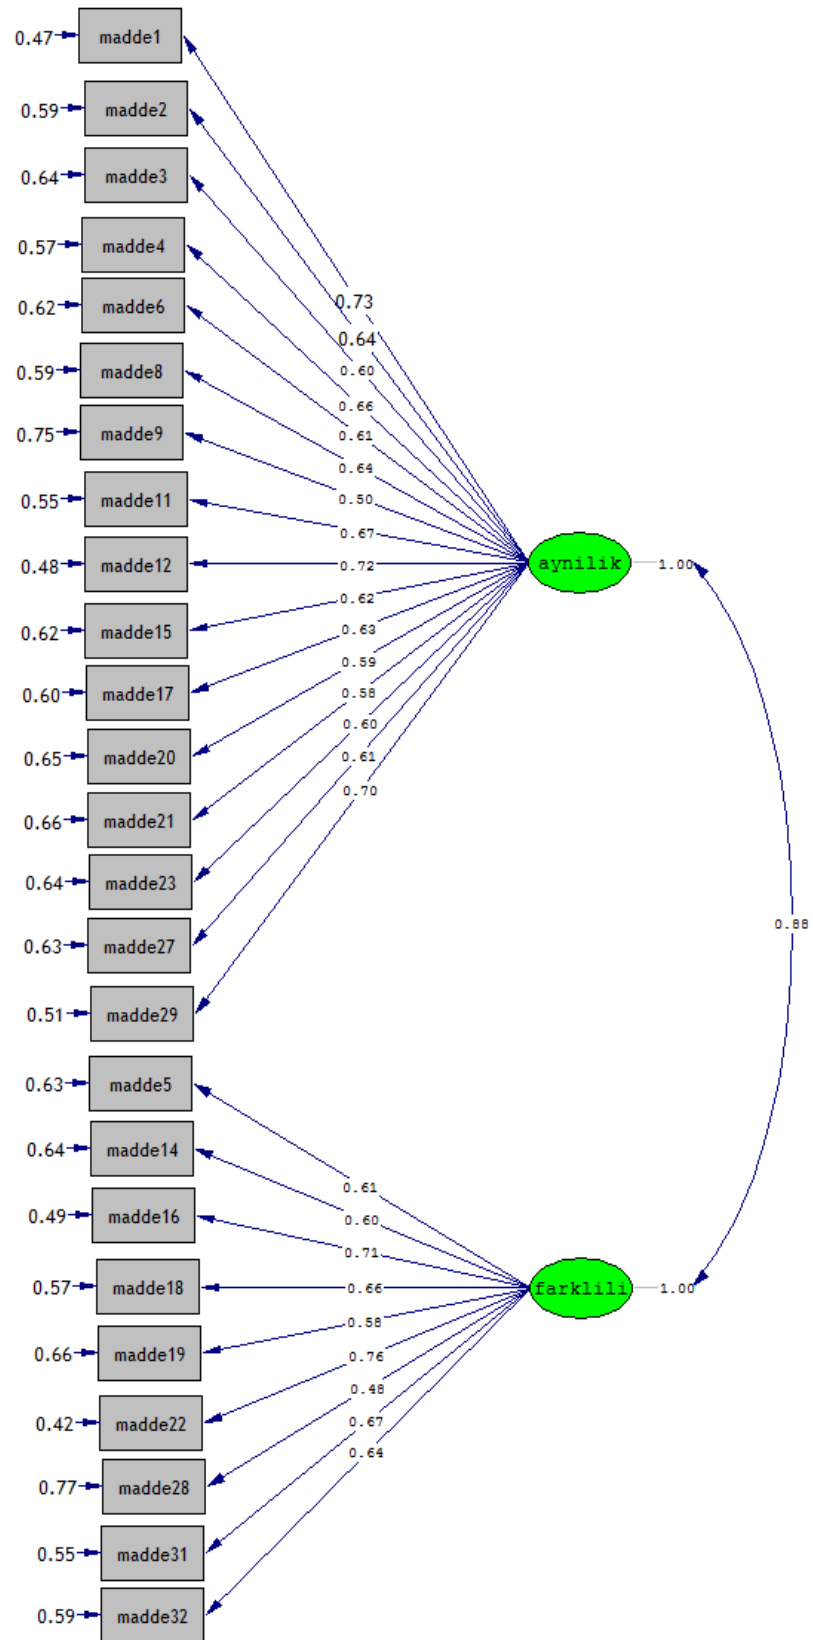 0.47 madde1
0.59 madde2
0.64 madde3
0.57 madde4
0.62 madde6
0.73
0.64
0.59 madde8
0.60
0.66
0.75 madde9
0.61
0.64
0.55 madde11
0.50
0.67
0.48 madde12
0.72
aynilik
1.00
0.62 madde15
0.62
0.63
0.60 madde17
0.59
0.58
0.65 madde20
0.60
0.61
0.66 madde21
0.70
0.64 madde23
0.88
0.63 madde27
0.51 madde29
0.63 madde5
0.64 madde14
0.61
0.49 madde16
0.60
0.71
0.57 madde18
0.66
farklili
1.00
0.66 madde19
0.58
0.76
0.42 madde22
0.48
0.67
0.64
0.77 madde28
0.55 madde31
0.59 madde32